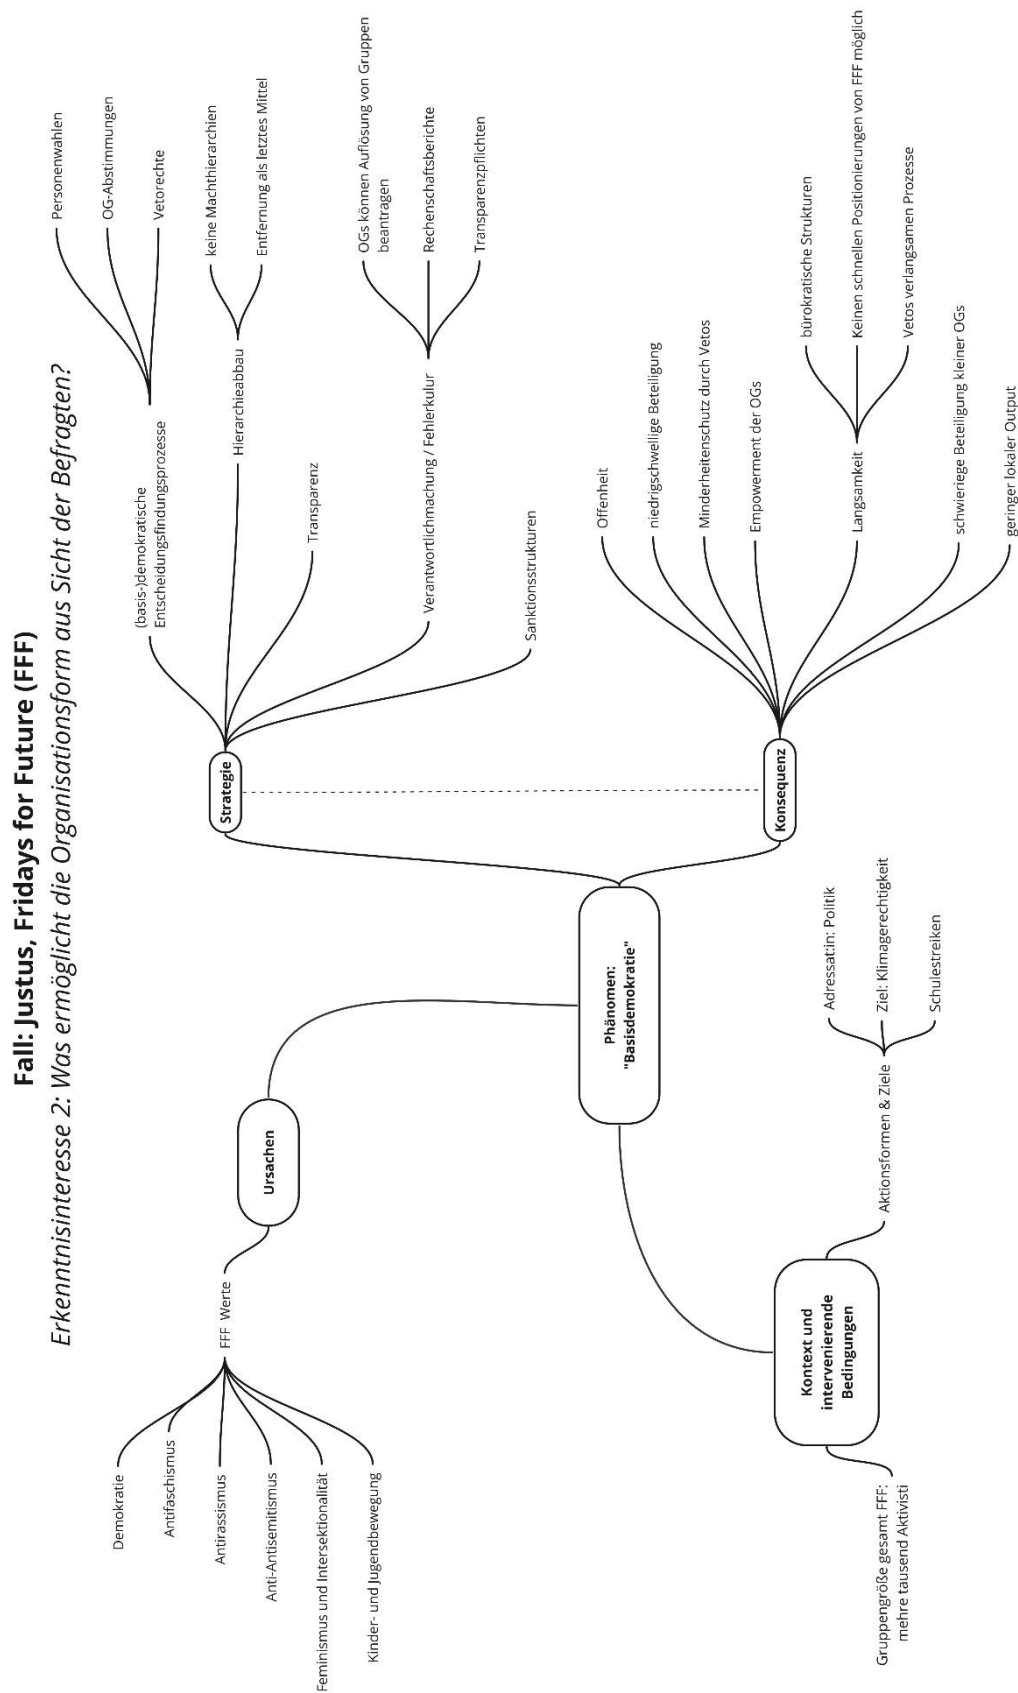 Fall: Justus, Fridays for Future (FFF)
Erkenntnisinteresse 2: Was ermöglicht die Organisationsform aus Sicht der Befragten?
Demokratie
Antifaschismus
Antirassismus
Anti-Antisemitismus
Feminismus und Intersektionalität
Kinder- und Jugendbewegung
FFF Werte
Ursachen
Phänomen:
"Basisdemokratie"
Kontext und
intervenierende
Bedingungen
Gruppengröße gesamt FFF:
mehre tausend Aktivisti
Aktionsformen & Ziele
Adressat:in: Politik
Ziel: Klimagerechtigkeit
Schulestreiken
Strategie
(basis-)demokratische
Entscheidungsfindungsprozesse
Personenwahlen
OG-Abstimmungen
Vetorechte
Hierarchieabbau
keine Machthierarchien
Entfernung als letztes Mittel
Transparenz
Verantwortlichmachung / Fehlerkulur
OGs können Auflösung von Gruppen
beantragen
Rechenschaftsberichte
Transparenzpflichten
Sanktionsstrukturen
Konsequenz
Offenheit
niedrigschwellige Beteiligung
Minderheitenschutz durch Vetos
Empowerment der OGs
Langsamkeit
bürokratische Strukturen
Keinen schnellen Positionierungen von FFF möglich
Vetos verlangsamen Prozesse
schwieriege Beteiligung kleiner OGs
geringer lokaler Output